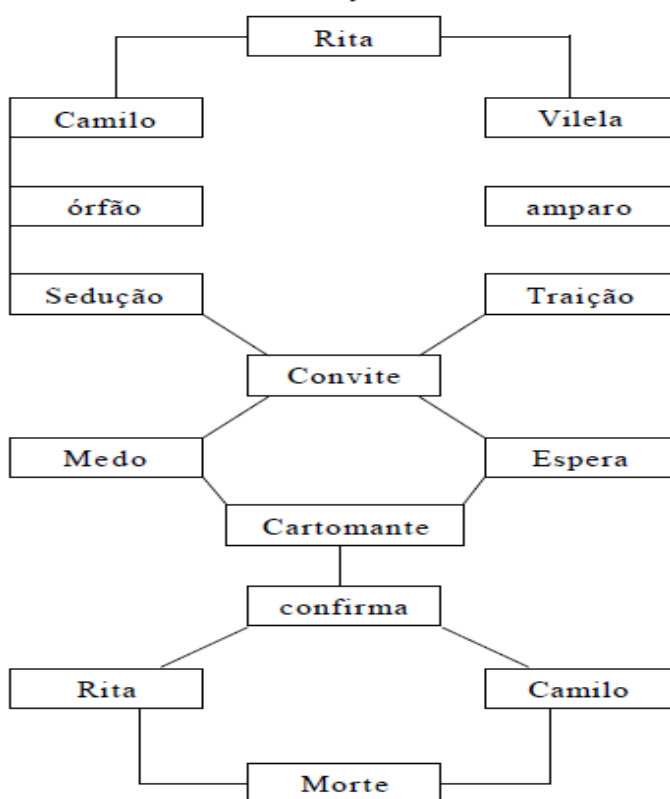 Rita
Camilo
Vilela
órfão
amparo
Sedução
Traição
Convite
Medo
Espera
Cartomante
confirma
Rita
Camilo
Morte